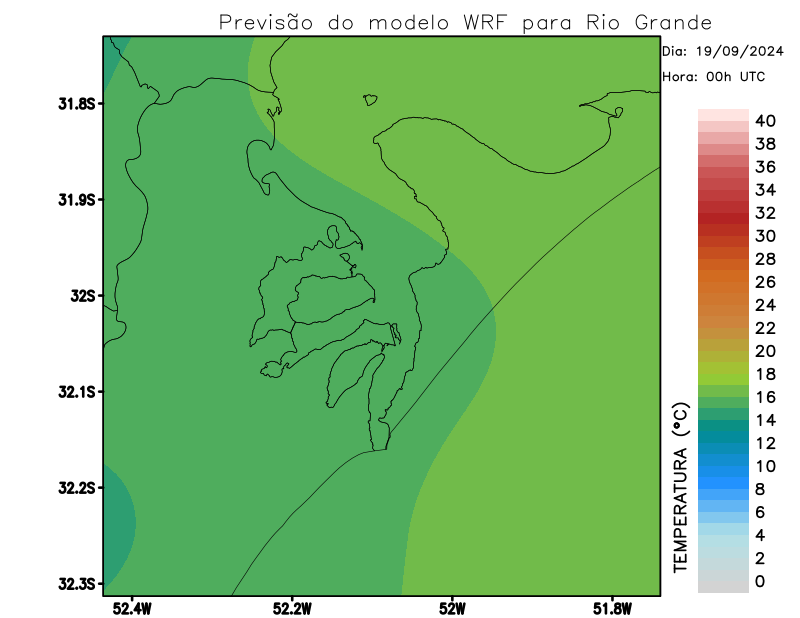 Previsão do modelo WRF para Rio Grande
Dia: 19/09/2024
Hora: 00h UTC
31.8S
31.9S
32S
32.1S
32.2S
32.3S
52.4W
52.2W
52W
51.8W
TEMPERATURA (ºC)
40
38
36
34
32
30
28
26
24
22
20
18
16
14
12
10
8
6
4
2
0